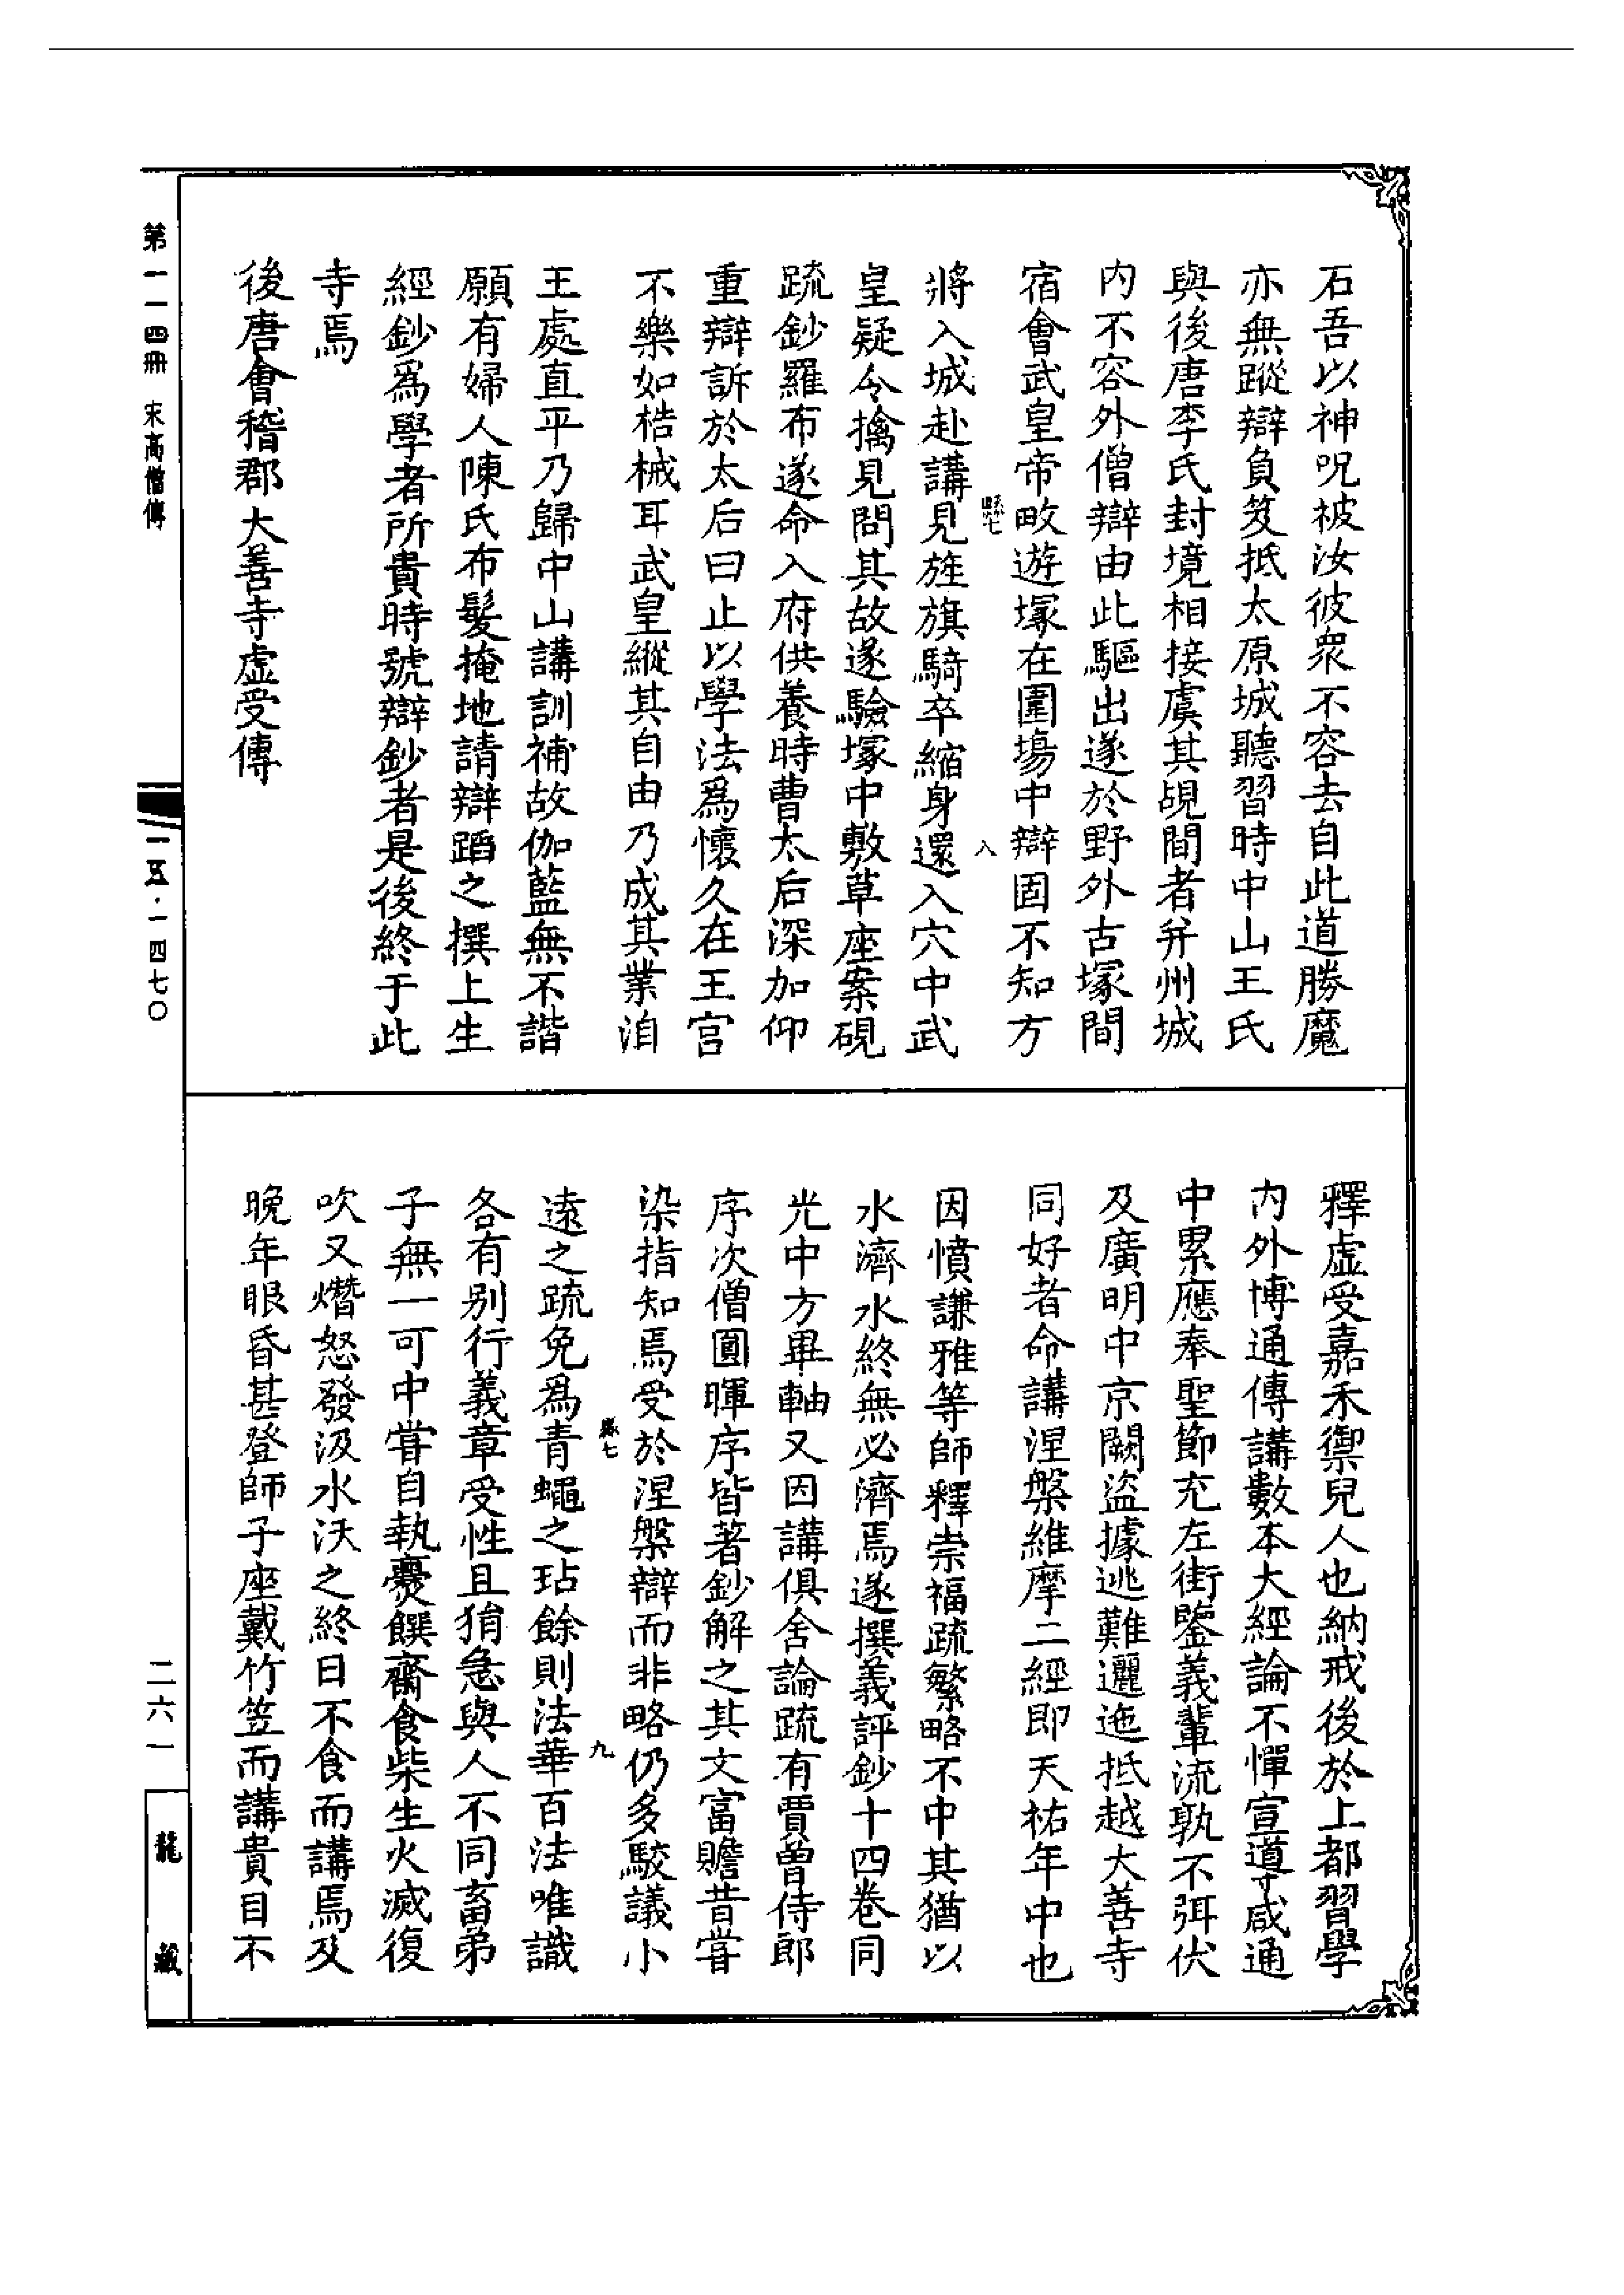 石吾以神呪被汝彼衆不容去自此道勝魔
亦無蹤辯負笈抵太原城聽習時中山王氏
與後唐李氏封境相接虞其覘間者并州城
内不容外僧辯由此驅出遂於野外古塚間
宿會武皇帝畋遊塚在圍場中辯固不知方
將入城赴講見旌旗騎卒縮身還入穴中武
皇疑令擒見問其故遂驗塚中敷草座案硯
疏鈔羅布遂命入府供養時曹太后深加仰
重辯訴於太后曰止以學法爲懷久在王宫
不樂如梏械耳武皇縱其自由乃成其業洎
王處直平乃歸中山講訓補故伽藍無不諧
願有婦人陳氏布髮掩地請辯蹈之撰上生
經鈔爲學者所貴時號辯鈔者是後終于此
寺焉
後唐會稽郡大善寺虚受傳
釋虚受嘉禾禦兒人也納戒後於上都習學
内外博通傳講數本大經論不憚宣導咸通
中累應奉聖節充左街鑒義輩流孰不弭伏
及廣明中京闕盜據逃難邐迤抵越大善寺
同好者命講涅槃維摩二經即天祐年中也
因憤謙雅等師釋崇福疏繁略不中其猶以
水濟水終無必濟焉遂撰義評鈔十四卷同
光中方畢軸又因講俱舍論疏有賈曾侍郎
序次僧圓暉序皆著鈔解之其文富贍昔嘗
染指知焉受於涅槃辯而非略仍多駮議小
遠之疏免爲青蠅之玷餘則法華百法唯識
各有别行義章受性且狷急與人不同畜弟
子無一可中嘗自執爨饌齋食柴生火滅復
吹又熸怒發汲水沃之終日不食而講焉及
晚年眼昏甚登師子座戴竹笠而講貴目不
八
九
第一一四冊 宋高僧傳
一五·一四七〇
二六一
龍藏